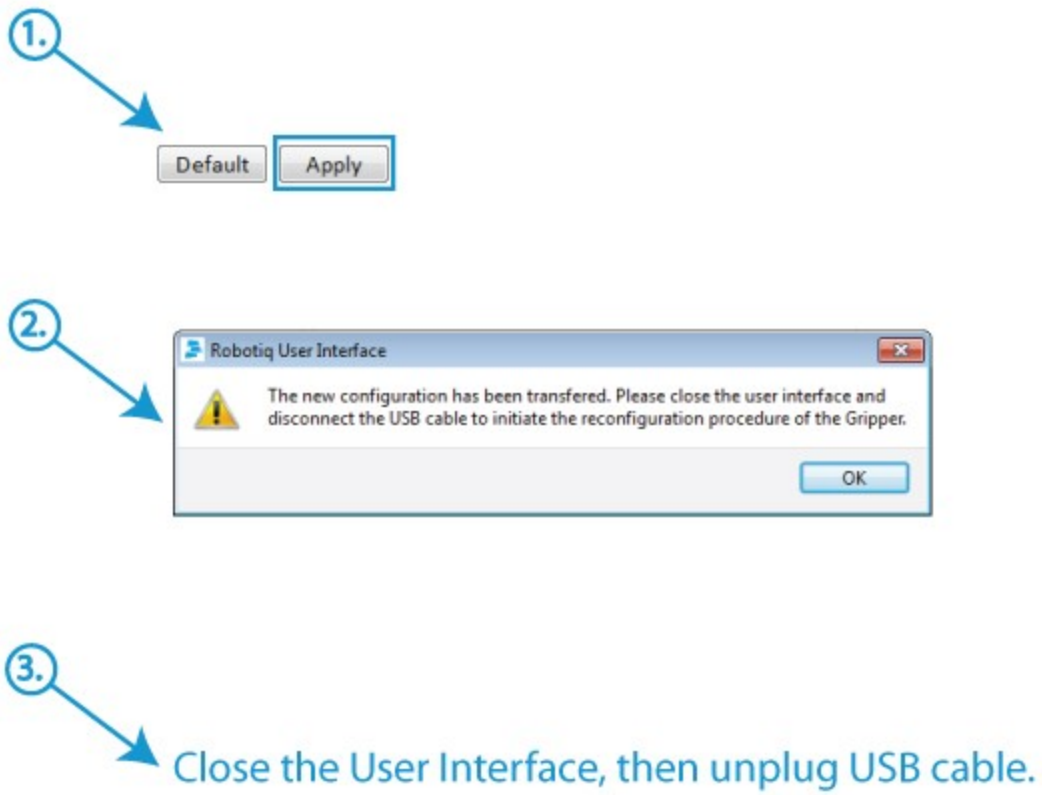 1.
Default Apply
2.
Robotiq User Interface
The new configuration has been transfered. Please close the user interface and
disconnect the USB cable to initiate the reconfiguration procedure of the Gripper.
OK
3.
Close the User Interface, then unplug USB cable.